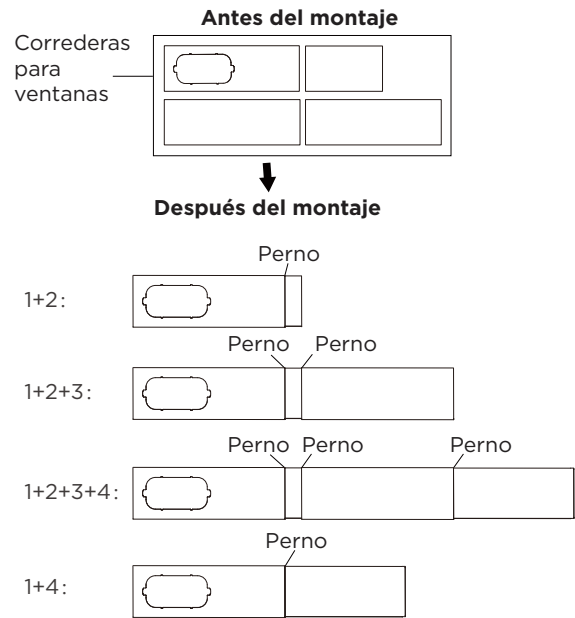 Antes del montaje
Correderas
para
ventanas
Después del montaje
Perno
1+2:
Perno Perno
1+2+3:
Perno Perno Perno
1+2+3+4:
Perno
1+4: